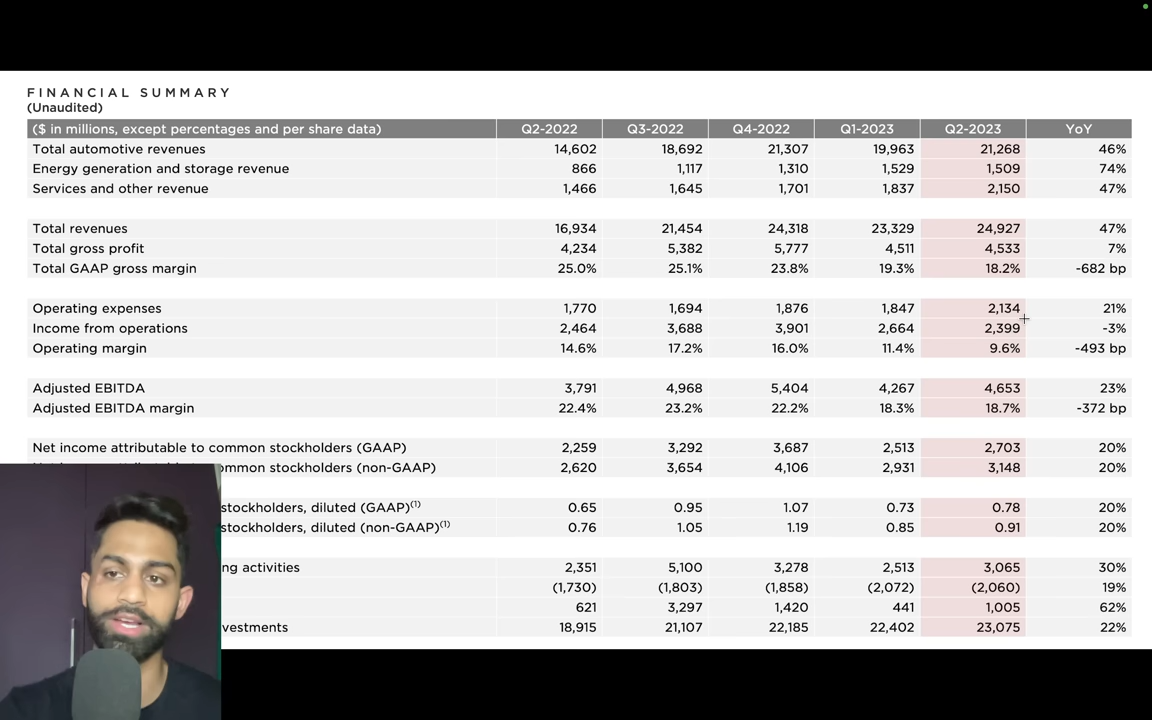 FINANCIAL SUMMARY
(Unaudited)
($ in millions, except percentages and per share data) Q2-2022 Q3-2022 Q4-2022 Q1-2023 Q2-2023 YoY
Total automotive revenues 14,602 18,692 21,307 19,963 21,268 46%
Energy generation and storage revenue 866 1,117 1,310 1,529 1,509 74%
Services and other revenue 1,466 1,645 1,701 1,837 2,150 47%
Total revenues 16,934 21,454 24,318 23,329 24,927 47%
Total gross profit 4,234 5,382 5,777 4,511 4,533 7%
Total GAAP gross margin 25.0% 25.1% 23.8% 19.3% 18.2% -682 bp
Operating expenses 1,770 1,694 1,876 1,847 2,134 21%
Income from operations 2,464 3,688 3,901 2,664 2,399 -3%
Operating margin 14.6% 17.2% 16.0% 11.4% 9.6% -493 bp
Adjusted EBITDA 3,791 4,968 5,404 4,267 4,653 23%
Adjusted EBITDA margin 22.4% 23.2% 22.2% 18.3% 18.7% -372 bp
Net income attributable to common stockholders (GAAP) 2,259 3,292 3,687 2,513 2,703 20%
common stockholders (non-GAAP) 2,620 3,654 4,106 2,931 3,148 20%
stockholders, diluted (GAAP)(1) 0.65 0.95 1.07 0.73 0.78 20%
stockholders, diluted (non-GAAP)(1) 0.76 1.05 1.19 0.85 0.91 20%
ng activities 2,351 5,100 3,278 2,513 3,065 30%
(1,730) (1,803) (1,858) (2,072) (2,060) 19%
621 3,297 1,420 441 1,005 62%
vestments 18,915 21,107 22,185 22,402 23,075 22%